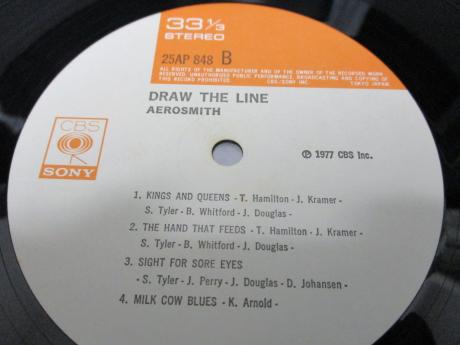 33 1/3
STEREO
25AP 848 B
ALL RIGHTS OF THE MANUFACTURER AND OF THE OWNER OF THE RECORDED WORK
RESERVED. UNAUTHORIZED PUBLIC PERFORMANCE, BROADCASTING AND COPYING OF
THIS RECORD PROHIBITED
CBS/SONY INC. TOKYO JAPAN
DRAW THE LINE
AEROSMITH
CBS
SONY
℗ 1977 CBS Inc.
1. KINGS AND QUEENS - T. Hamilton - J. Kramer -
S. Tyler - B. Whitford - J. Douglas -
2. THE HAND THAT FEEDS - T. Hamilton - J. Kramer -
S. Tyler - B. Whitford - J. Douglas -
3. SIGHT FOR SORE EYES
- S. Tyler - J. Perry - J. Douglas - D. Johansen -
4. MILK COW BLUES - K. Arnold -